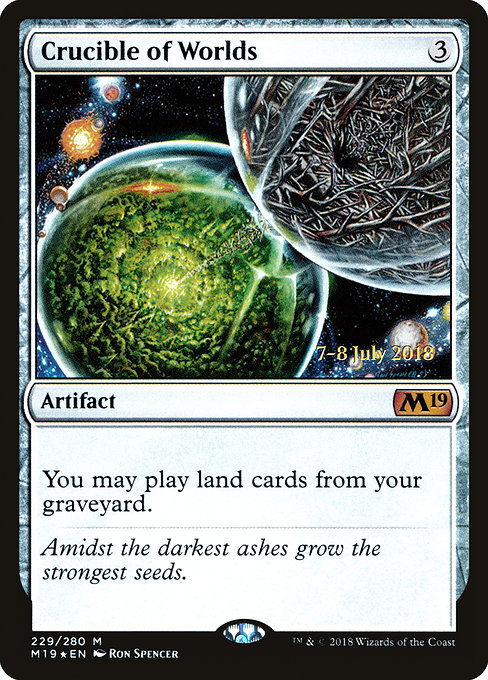 Crucible of Worlds 3
7–8 July 2018
Artifact M19
You may play land cards from your
graveyard.
Amidst the darkest ashes grow the
strongest seeds.
229/280 M
™ & © 2018 Wizards of the Coast
M19★EN Ron Spencer